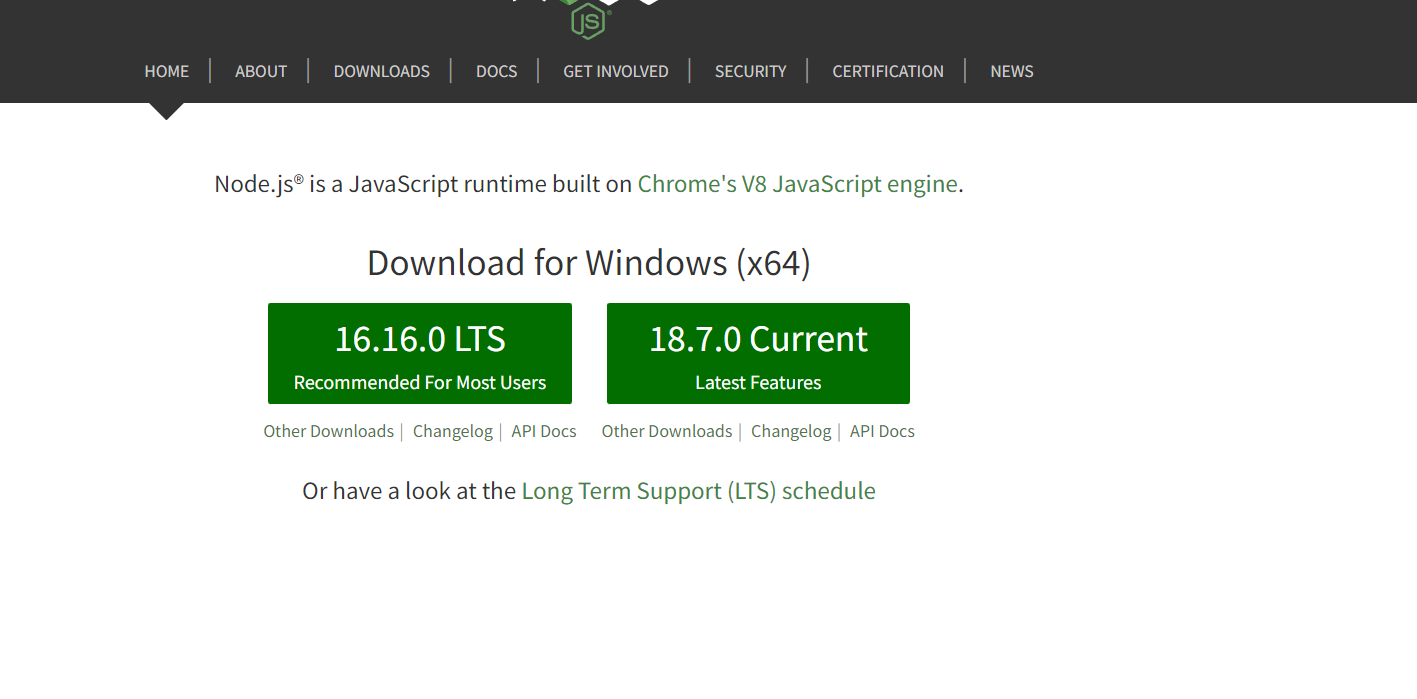 JS®
HOME | ABOUT | DOWNLOADS | DOCS | GET INVOLVED | SECURITY | CERTIFICATION | NEWS
Node.js® is a JavaScript runtime built on Chrome's V8 JavaScript engine.
Download for Windows (x64)
16.16.0 LTS
Recommended For Most Users
18.7.0 Current
Latest Features
Other Downloads | Changelog | API Docs
Other Downloads | Changelog | API Docs
Or have a look at the Long Term Support (LTS) schedule